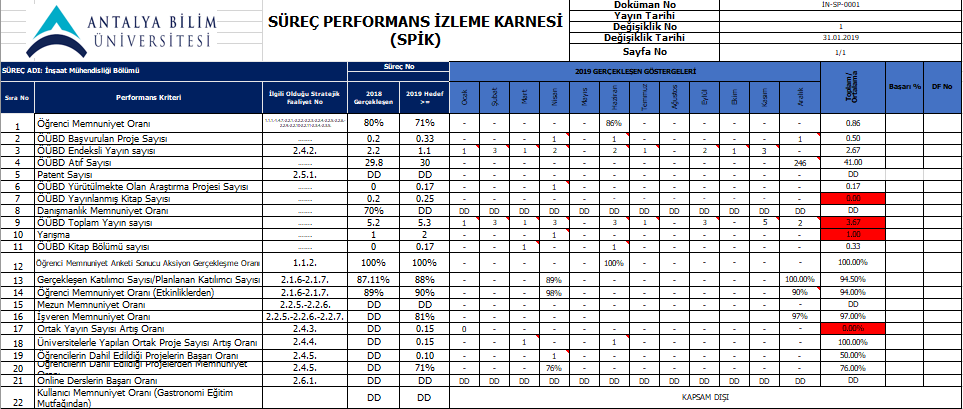 ANTALYA BİLİM
ÜNİVERSİTESİ
SÜREÇ PERFORMANS İZLEME KARNESİ
(SPİK)
Doküman No IN-SP-0001
Yayın Tarihi
Değişiklik No 1
Değişiklik Tarihi 31.01.2019
Sayfa No 1/1
SÜREÇ ADI: İnşaat Mühendisliği Bölümü Süreç No 2019 GERÇEKLEŞEN GÖSTERGELERİ Toplam / Ortalama Başarı % DF No
Sıra No Performans Kriteri İlgili Olduğu Stratejik Faaliyet No 2018 Gerçekleşen 2019 Hedef >= Ocak Şubat Mart Nisan Mayıs Haziran Temmuz Ağustos Eylül Ekim Kasım Aralık
1 Öğrenci Memnuniyet Oranı 80% 71% - - - - - 86% - - - - - - 0.86
2 ÖÜBD Başvurulan Proje Sayısı ------- 0.2 0.33 - - - 1 - 1 - - - - - 1 0.50
3 ÖÜBD Endeksli Yayın sayısı 2.4.2. 2.2 1.1 1 3 1 2 - 2 1 - 2 1 3 - 2.67
4 ÖÜBD Atıf Sayısı ------- 29.8 30 - - - - - - - - - - - 246 41.00
5 Patent Sayısı 2.5.1. DD DD - - - - - - - - - - - - DD
6 ÖÜBD Yürütülmekte Olan Araştırma Projesi Sayısı ------- 0 0.17 - - - 1 - - - - - - - - 0.17
7 ÖÜBD Yayınlanmış Kitap Sayısı ------- 0.2 0.25 - - - - - - - - - - - - 0.00
8 Danışmanlık Memnuniyet Oranı ------- 70% DD DD DD DD DD DD DD DD DD DD DD DD DD DD
9 ÖÜBD Toplam Yayın sayısı ------- 5.2 5.3 1 3 1 3 - 3 1 - 3 - 5 2 3.67
10 Yarışma ------- 1 2 - - - 1 - - - - - - - - 1.00
11 ÖÜBD Kitap Bölümü sayısı ------- 0 0.17 - - 1 - - 1 - - - - - - 0.33
12 Öğrenci Memnuniyet Anketi Sonucu Aksiyon Gerçekleşme Oranı 1.1.2. 100% 100% - - - - - 100% - - - - - - 100.00%
13 Gerçekleşen Katılımcı Sayısı/Planlanan Katılımcı Sayısı 2.1.6-2.1.7. 87.11% 88% - - - 89% - - - - - - - 100.00% 94.50%
14 Öğrenci Memnuniyet Oranı (Etkinliklerden) 2.1.6-2.1.7. 89% 90% - - - 98% - - - - - - - 90% 94.00%
15 Mezun Memnuniyet Oranı 2.2.5.-2.2.6. DD DD - - - - - - - - - - - - DD
16 İşveren Memnuniyet Oranı 2.2.5.-2.2.6.-2.2.7. DD 81% - - - - - - - - - - - 97% 97.00%
17 Ortak Yayın Sayısı Artış Oranı 2.4.3. DD 0.15 0 - - - - - - - - - - - 0.00%
18 Üniversitelerle Yapılan Ortak Proje Sayısı Artış Oranı 2.4.4. DD 0.15 - - 1 - - 1 - - - - - - 100.00%
19 Öğrencilerin Dahil Edildiği Projelerin Başarı Oranı 2.4.5. DD 0.10 - - - 1 - - - - - - - - 50.00%
20 Öğrencilerin Dahil Edildiği Projelerden Memnuniyet Oranı 2.4.5. DD 71% - - - 76% - - - - - - - - 76.00%
21 Online Derslerin Başarı Oranı 2.6.1. DD DD DD DD DD DD DD DD DD DD DD DD DD DD DD
22 Kullanıcı Memnuniyet Oranı (Gastronomi Eğitim Mutfağından) DD DD KAPSAM DIŞI